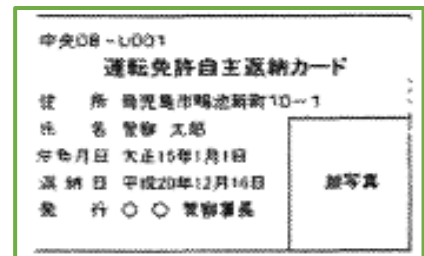 中央08-0001
運転免許自主返納カード
住 所 鹿児島市鴨池新町10-1
氏 名 警察 太郎
生年月日 大正15年1月1日
返納日 平成20年12月16日
発 行 ○ ○ 警察署長
顔写真